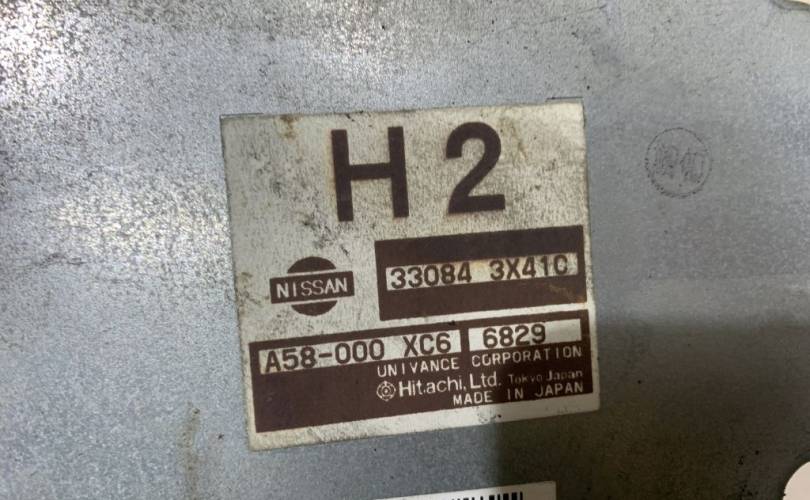 H2
NISSAN
33084 3X41C
A58-000 XC6 6829
UNIVANCE CORPORATION
Hitachi, Ltd. Tokyo Japan
MADE IN JAPAN